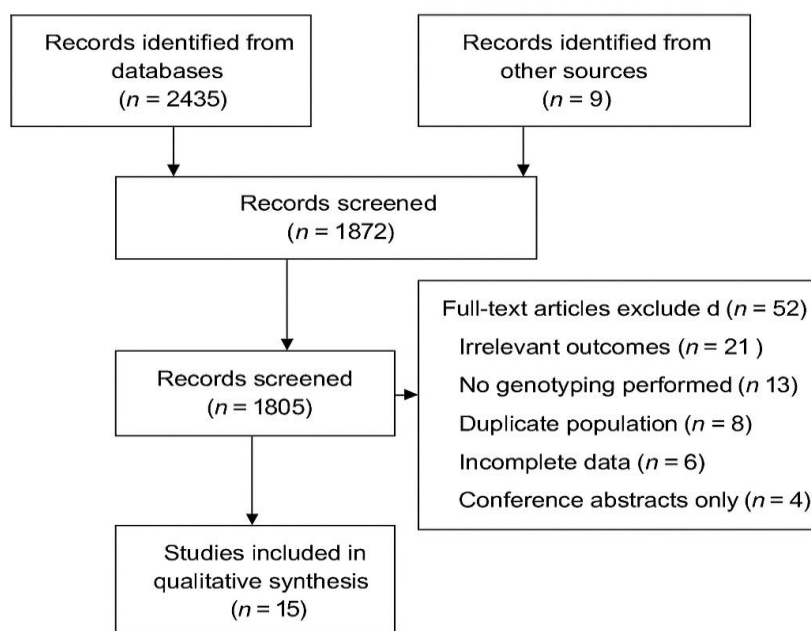 Records identified from
databases
(n = 2435)
Records identified from
other sources
(n = 9)
Records screened
(n = 1872)
Full-text articles exclude d (n = 52)
Irrelevant outcomes (n = 21 )
No genotyping performed (n 13)
Duplicate population (n = 8)
Incomplete data (n = 6)
Conference abstracts only (n = 4)
Records screened
(n = 1805)
Studies included in
qualitative synthesis
(n = 15)